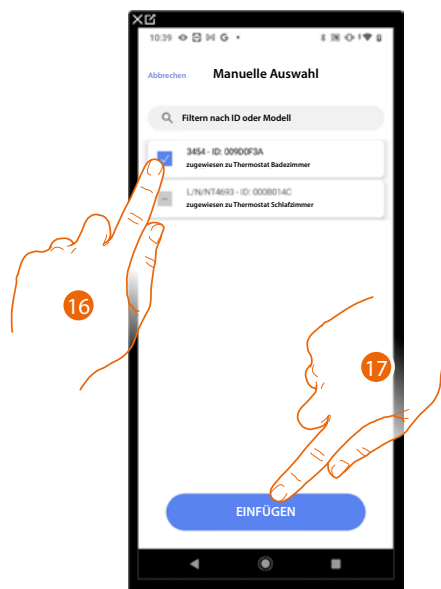 10:39
Abbrechen
Manuelle Auswahl
Filtern nach ID oder Modell
3454 - ID: 009D0F3A
zugewiesen zu Thermostat Badezimmer
L/N/NT4693 - ID: 000B014C
zugewiesen zu Thermostat Schlafzimmer
16
17
EINFÜGEN